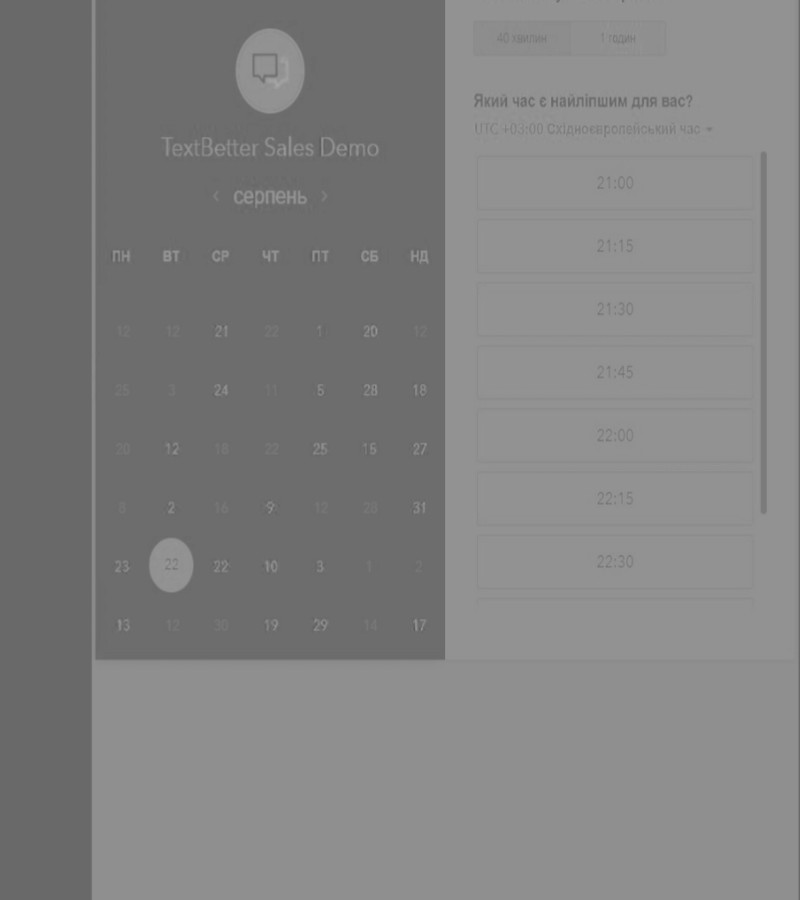 40 хвилин 1 годин
Який час є найліпшим для вас?
UTC +03:00 Східноєвропейський час
TextBetter Sales Demo
‹ серпень ›
ПН ВТ СР ЧТ ПТ СБ НД
12 12 21 22 1 20 12
25 3 24 11 5 28 18
20 12 18 22 25 15 27
8 2 16 9 12 20 31
23 22 22 10 3 1 2
13 12 30 19 29 14 17
21:00
21:15
21:30
21:45
22:00
22:15
22:30